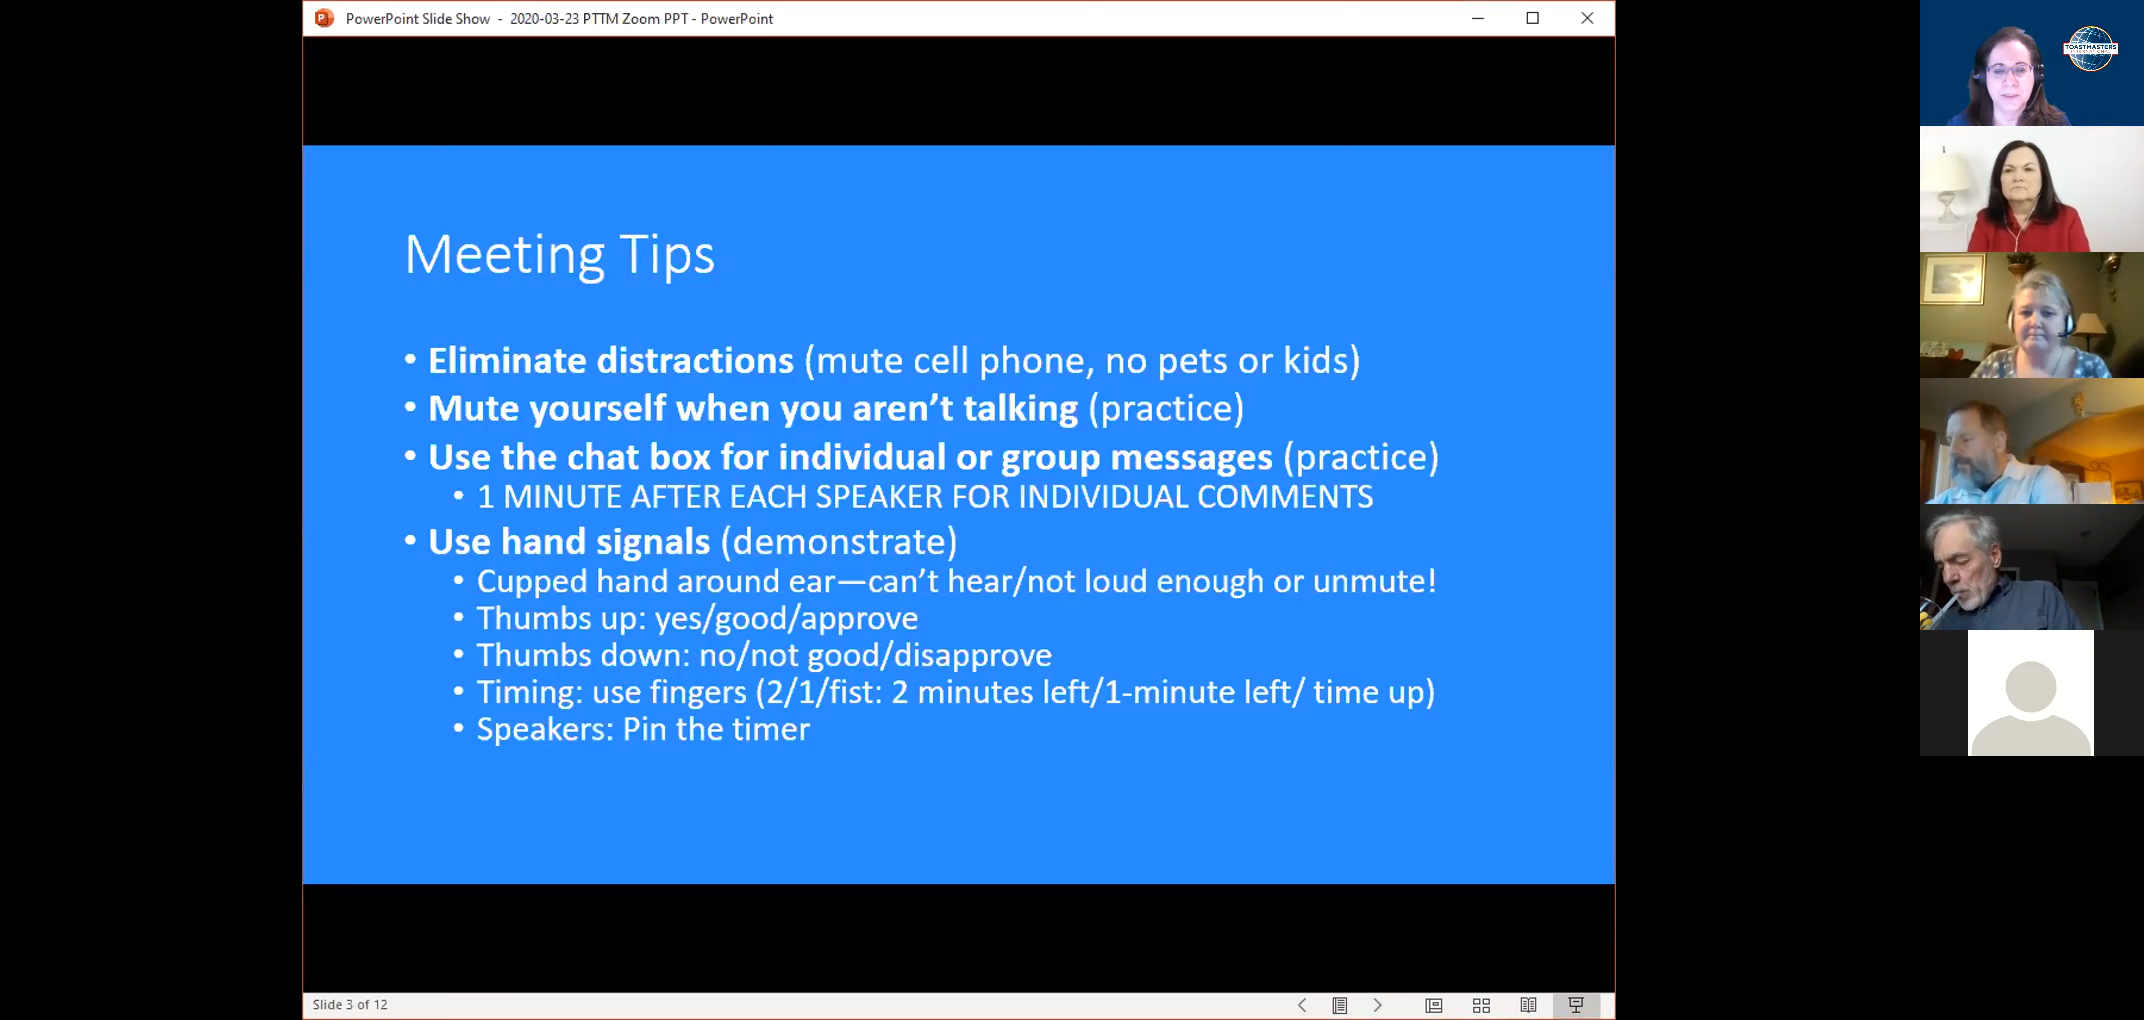 PowerPoint Slide Show - 2020-03-23 PTTM Zoom PPT - PowerPoint
TOASTMASTERS
INTERNATIONAL
Meeting Tips
• Eliminate distractions (mute cell phone, no pets or kids)
• Mute yourself when you aren’t talking (practice)
• Use the chat box for individual or group messages (practice)
• 1 MINUTE AFTER EACH SPEAKER FOR INDIVIDUAL COMMENTS
• Use hand signals (demonstrate)
• Cupped hand around ear—can’t hear/not loud enough or unmute!
• Thumbs up: yes/good/approve
• Thumbs down: no/not good/disapprove
• Timing: use fingers (2/1/fist: 2 minutes left/1-minute left/ time up)
• Speakers: Pin the timer
Slide 3 of 12